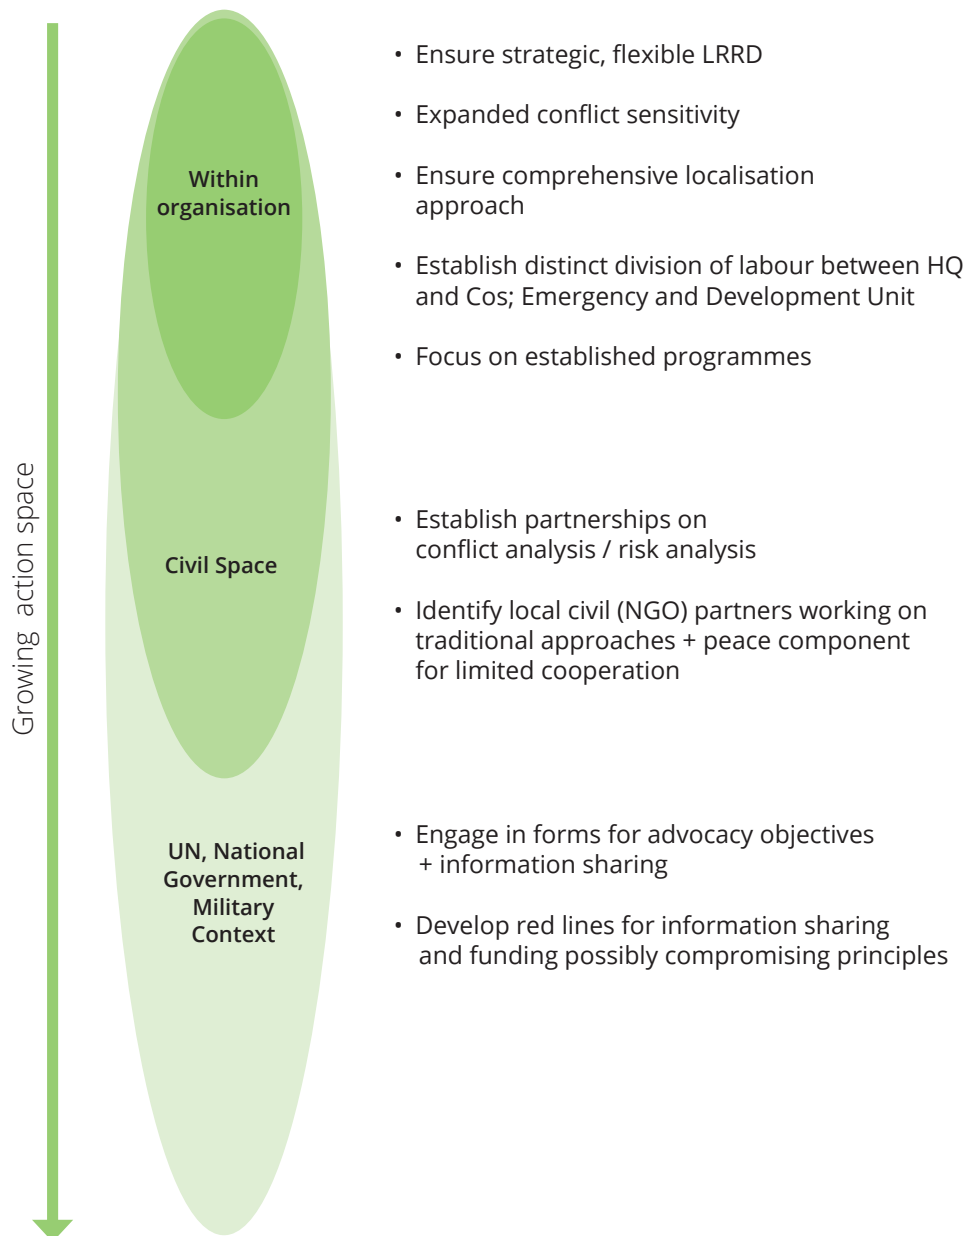 Growing action space
Within
organisation
• Ensure strategic, flexible LRRD
• Expanded conflict sensitivity
• Ensure comprehensive localisation
approach
• Establish distinct division of labour between HQ
and Cos; Emergency and Development Unit
• Focus on established programmes
Civil Space
• Establish partnerships on
conflict analysis / risk analysis
• Identify local civil (NGO) partners working on
traditional approaches + peace component
for limited cooperation
UN, National
Government,
Military
Context
• Engage in forms for advocacy objectives
+ information sharing
• Develop red lines for information sharing
and funding possibly compromising principles